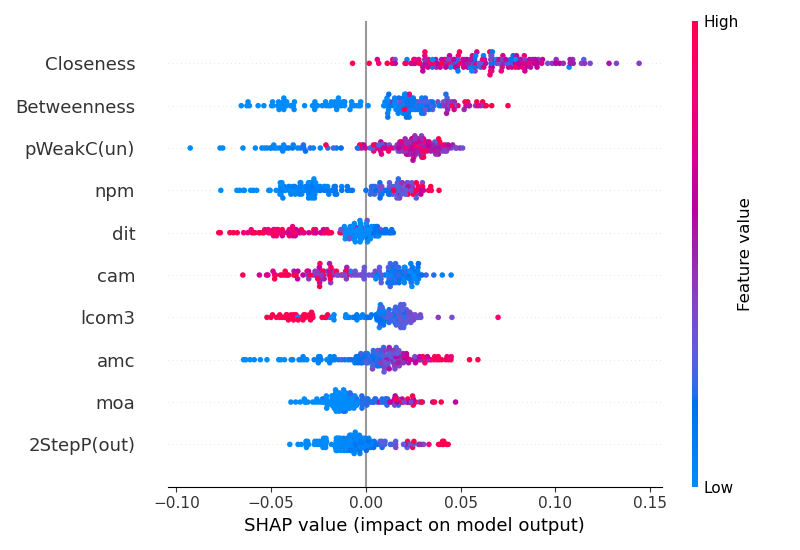 High
Closeness
Betweenness
pWeakC(un)
npm
dit
cam
lcom3
amc
moa
2StepP(out)
Feature value
Low
−0.10 −0.05 0.00 0.05 0.10 0.15
SHAP value (impact on model output)